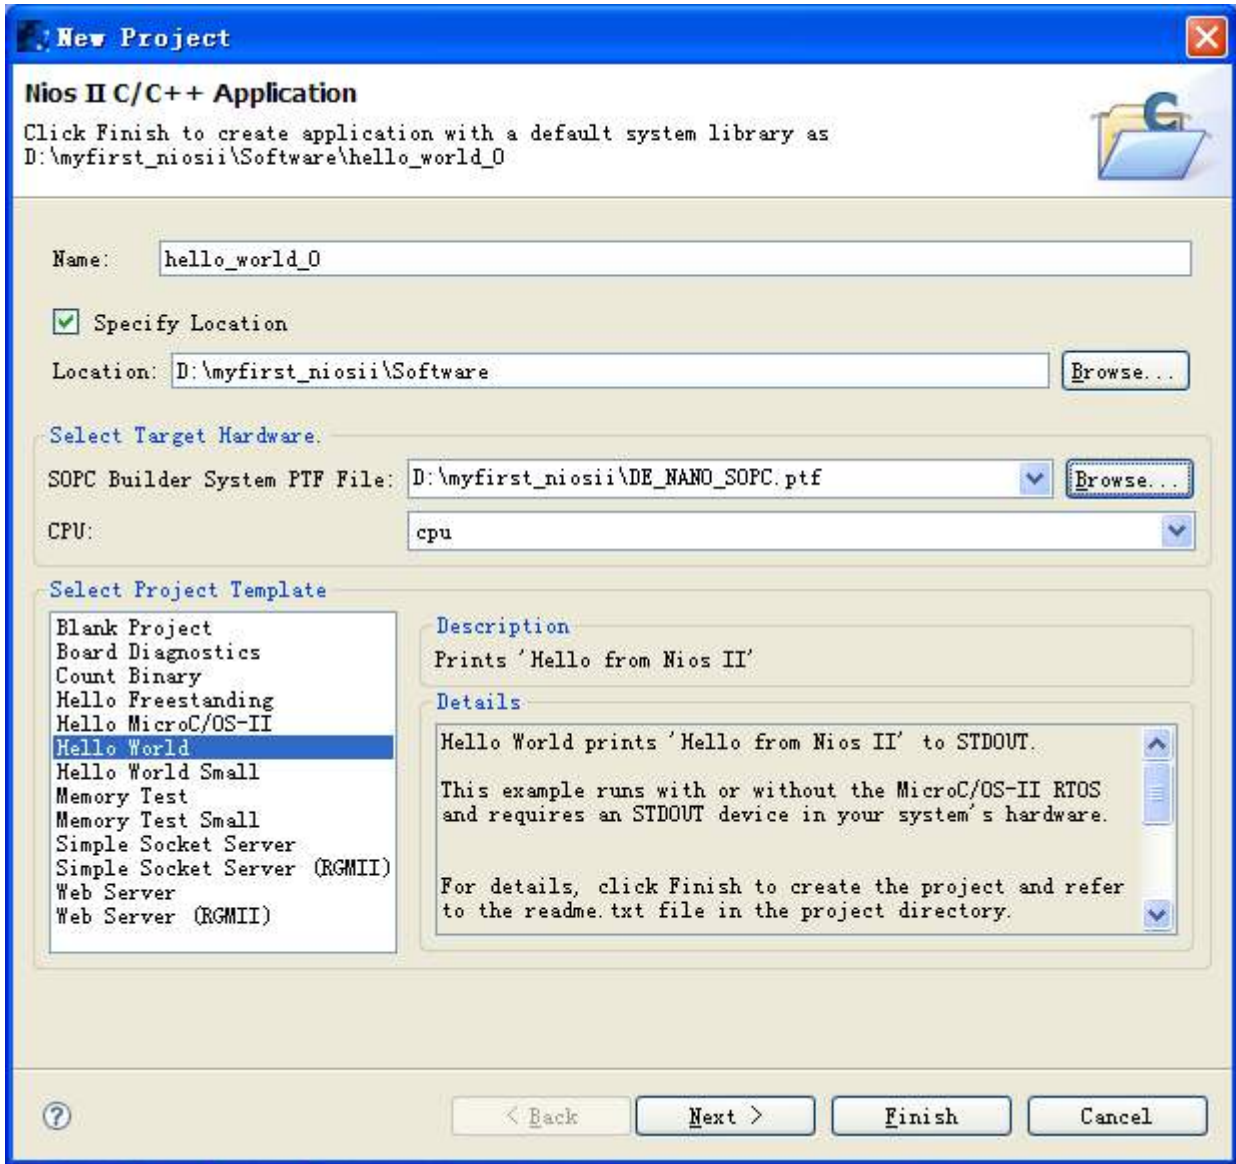 New Project
Nios II C/C++ Application
Click Finish to create application with a default system library as
D:\myfirst_niosii\Software\hello_world_0
Name: hello_world_0
Specify Location
Location: D:\myfirst_niosii\Software Browse...
Select Target Hardware.
SOPC Builder System PTF File: D:\myfirst_niosii\DE_NANO_SOPC.ptf Browse...
CPU: cpu
Select Project Template
Blank Project
Board Diagnostics
Count Binary
Hello Freestanding
Hello MicroC/OS-II
Hello World
Hello World Small
Memory Test
Memory Test Small
Simple Socket Server
Simple Socket Server (RGMII)
Web Server
Web Server (RGMII)
Description
Prints 'Hello from Nios II'
Details
Hello World prints 'Hello from Nios II' to STDOUT.
This example runs with or without the MicroC/OS-II RTOS
and requires an STDOUT device in your system's hardware.
For details, click Finish to create the project and refer
to the readme.txt file in the project directory.
? < Back Next > Finish Cancel